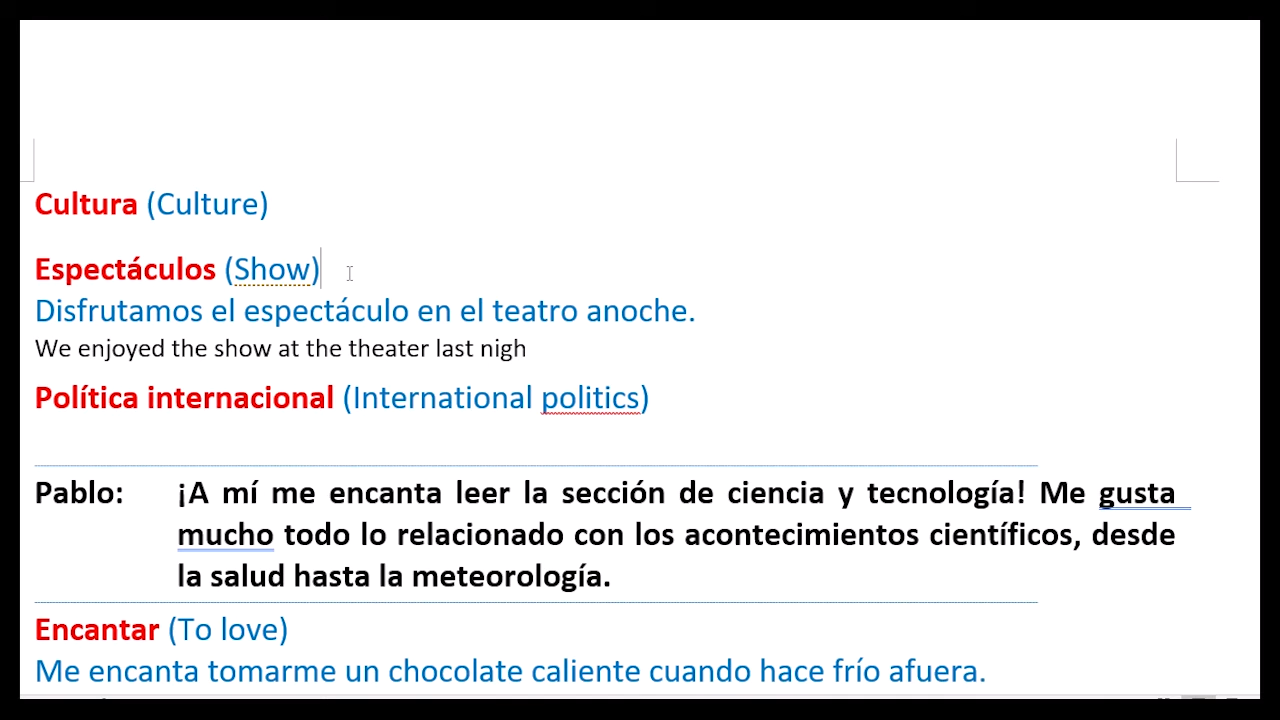 Cultura (Culture)
Espectáculos (Show)
Disfrutamos el espectáculo en el teatro anoche.
We enjoyed the show at the theater last nigh
Política internacional (International politics)
Pablo: ¡A mí me encanta leer la sección de ciencia y tecnología! Me gusta
mucho todo lo relacionado con los acontecimientos científicos, desde
la salud hasta la meteorología.
Encantar (To love)
Me encanta tomarme un chocolate caliente cuando hace frío afuera.